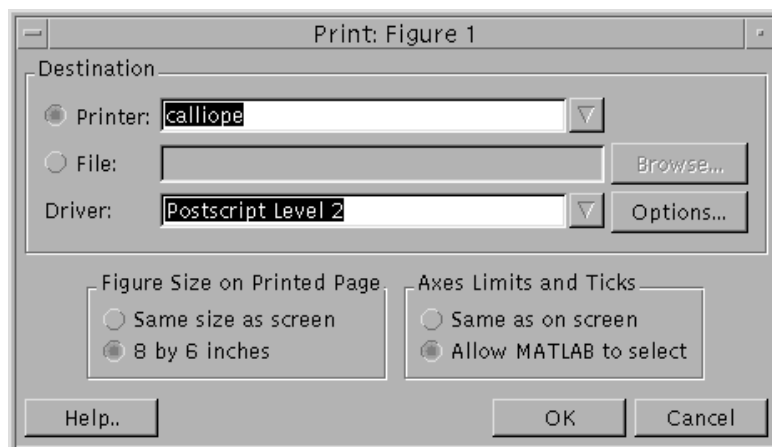 Print: Figure 1
Destination
Printer: calliope
File: Browse...
Driver: Postscript Level 2 Options...
Figure Size on Printed Page
Same size as screen
8 by 6 inches
Axes Limits and Ticks
Same as on screen
Allow MATLAB to select
Help.. OK Cancel